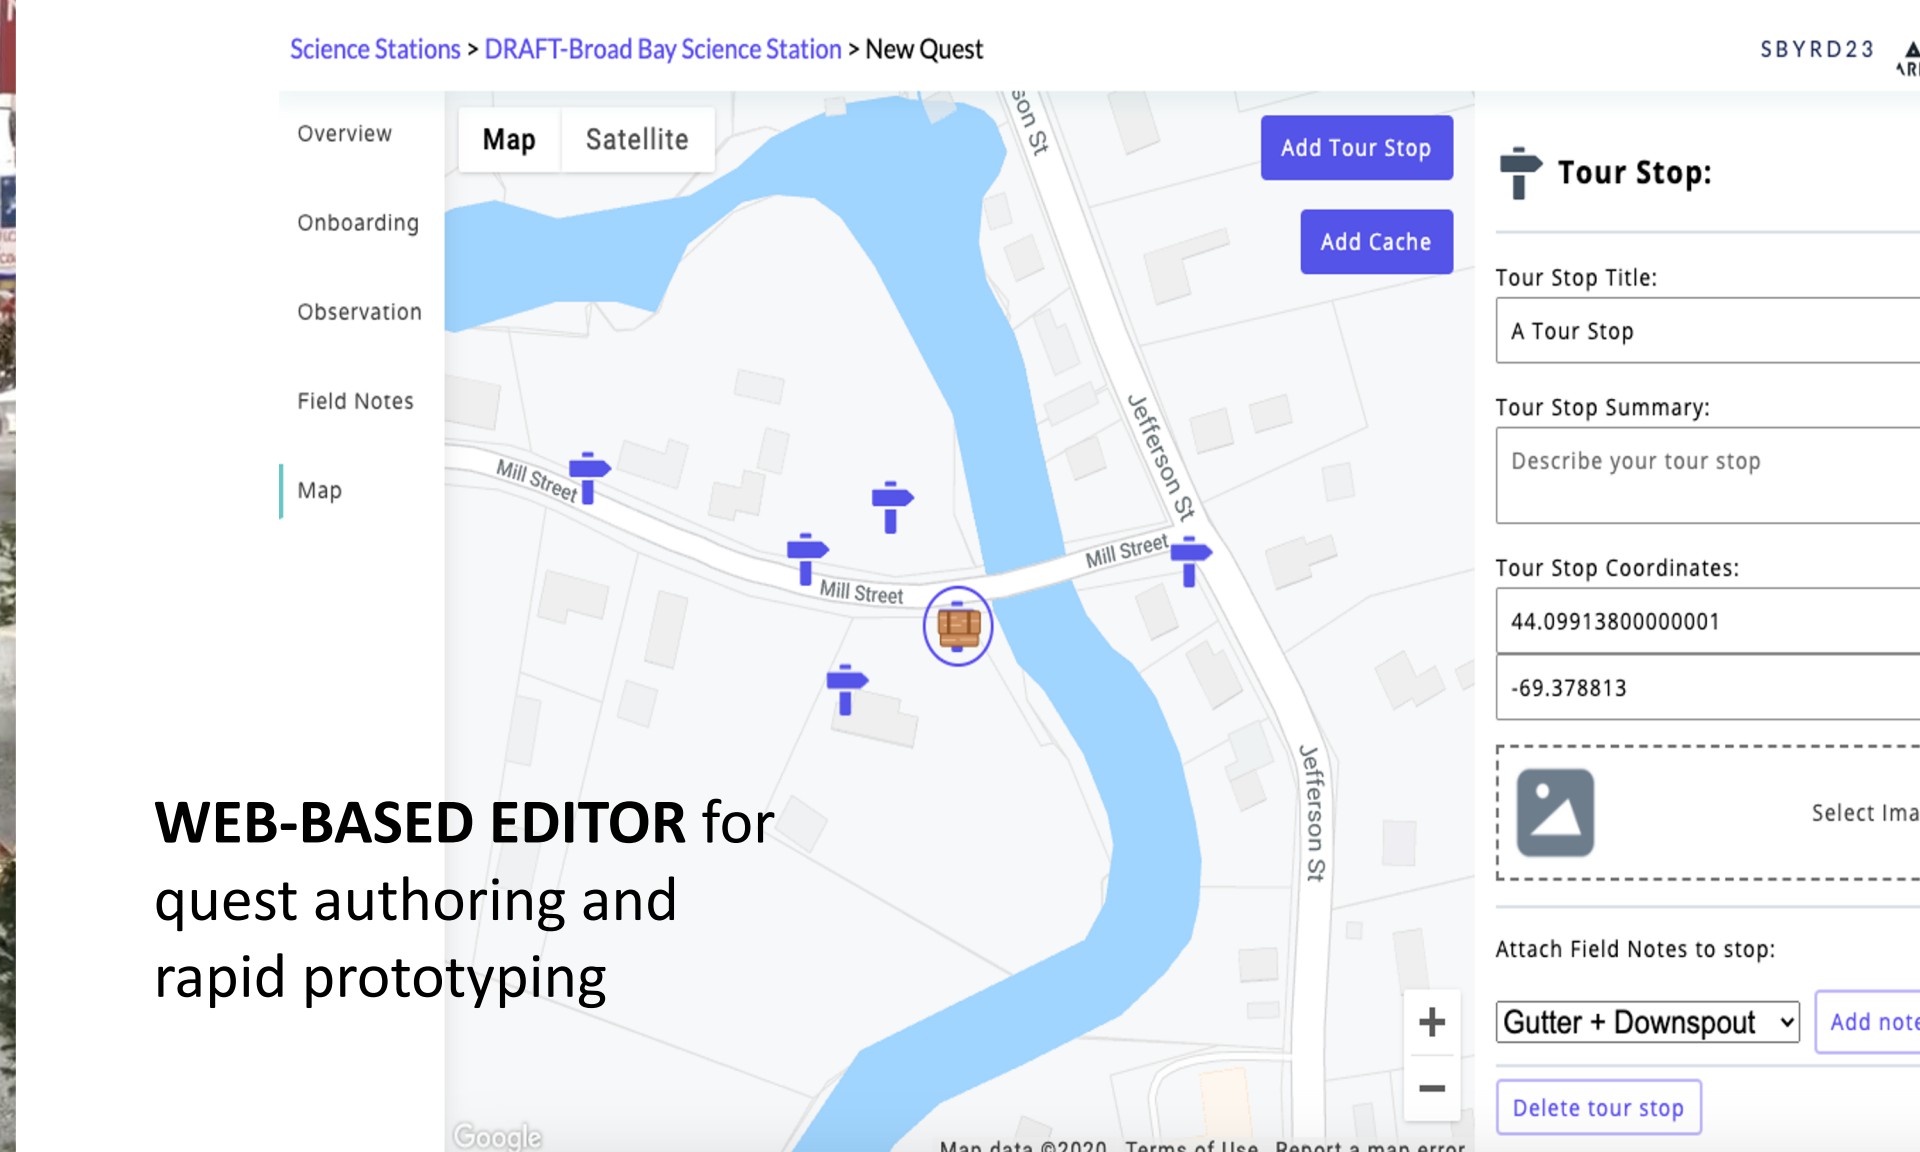 Science Stations > DRAFT-Broad Bay Science Station > New Quest
SBYRD23
Overview
Onboarding
Observation
Field Notes
Map
Map
Satellite
Add Tour Stop
Add Cache
son St
Jefferson St
Mill Street
Mill Street
Mill Street
Jefferson St
Google
Map data ©2020
Terms of Use
Report a map error
Tour Stop:
Tour Stop Title:
A Tour Stop
Tour Stop Summary:
Describe your tour stop
Tour Stop Coordinates:
44.09913800000001
-69.378813
Select Ima
Attach Field Notes to stop:
Gutter + Downspout
Add note
Delete tour stop
WEB-BASED EDITOR for
quest authoring and
rapid prototyping